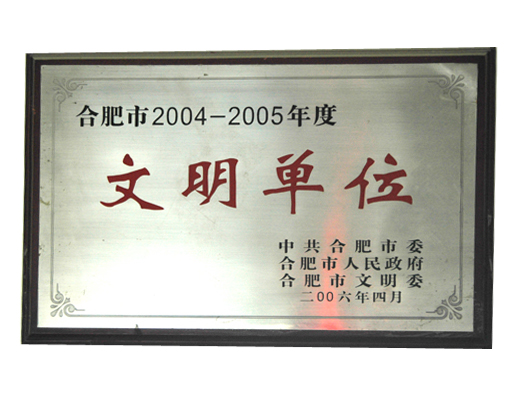 合肥市2004-2005年度
文明单位
中共合肥市委
合肥市人民政府
合肥市文明委
二00六年四月